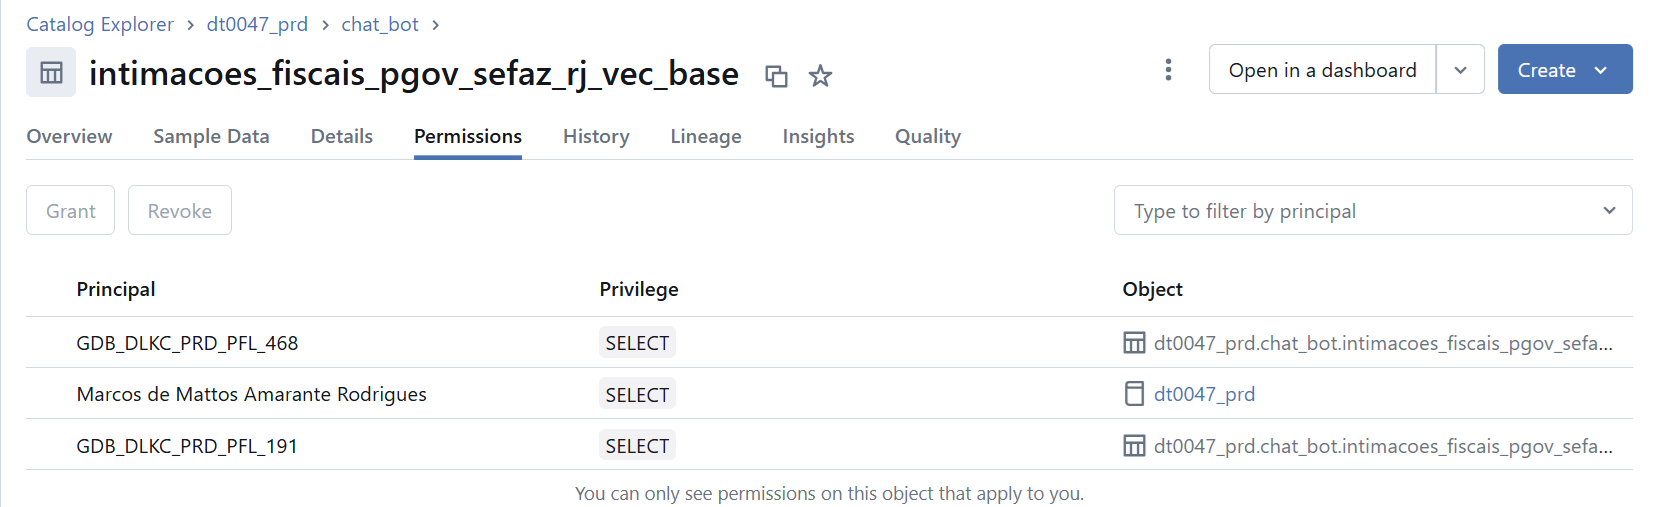 Catalog Explorer > dt0047_prd > chat_bot >
intimacoes_fiscais_pgov_sefaz_rj_vec_base
Open in a dashboard
Create
Overview Sample Data Details Permissions History Lineage Insights Quality
Grant Revoke
Type to filter by principal
Principal Privilege Object
GDB_DLKC_PRD_PFL_468 SELECT dt0047_prd.chat_bot.intimacoes_fiscais_pgov_sefa...
Marcos de Mattos Amarante Rodrigues SELECT dt0047_prd
GDB_DLKC_PRD_PFL_191 SELECT dt0047_prd.chat_bot.intimacoes_fiscais_pgov_sefa...
You can only see permissions on this object that apply to you.